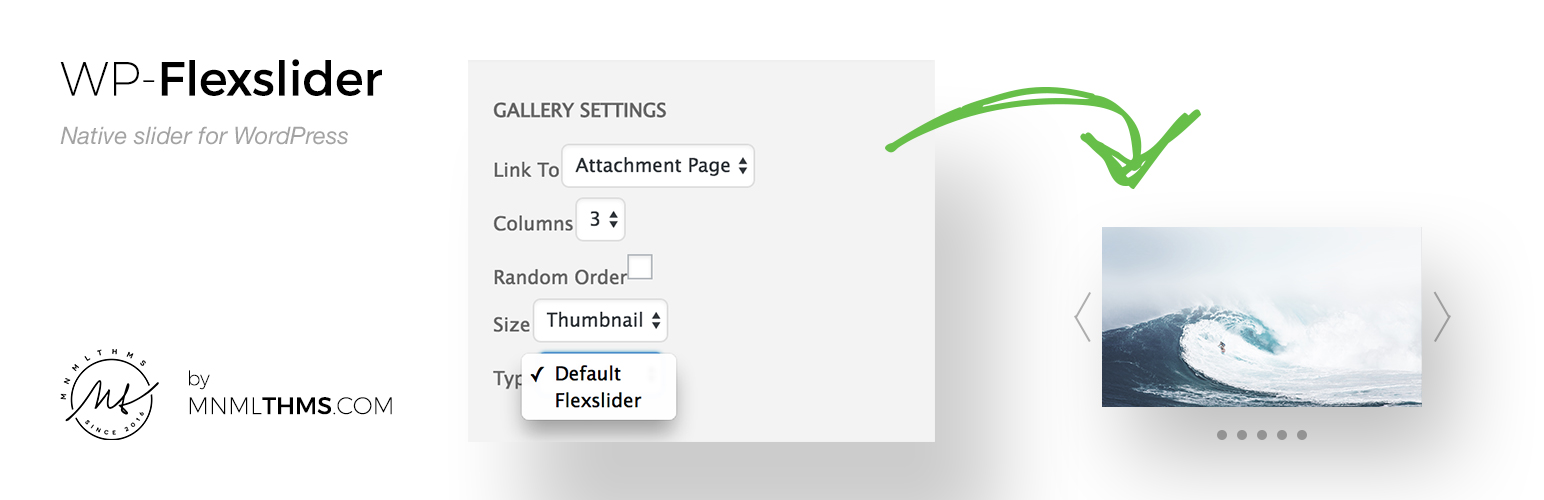 WP-Flexslider
Native slider for WordPress
GALLERY SETTINGS
Link To Attachment Page
Columns 3
Random Order
Size Thumbnail
Typ ✓ Default
Flexslider
MNMLTHMS
SINCE 2016
by
MNMLTHMS.COM